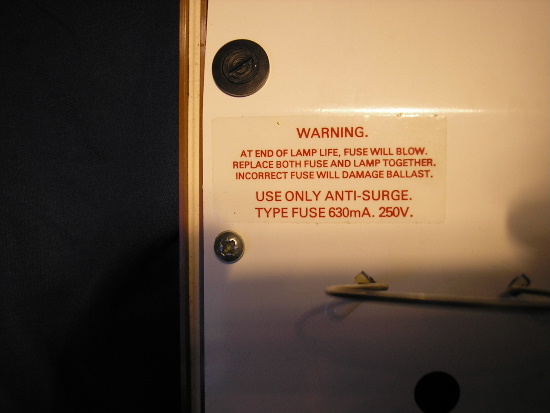 WARNING.
AT END OF LAMP LIFE, FUSE WILL BLOW.
REPLACE BOTH FUSE AND LAMP TOGETHER.
INCORRECT FUSE WILL DAMAGE BALLAST.
USE ONLY ANTI-SURGE.
TYPE FUSE 630mA. 250V.